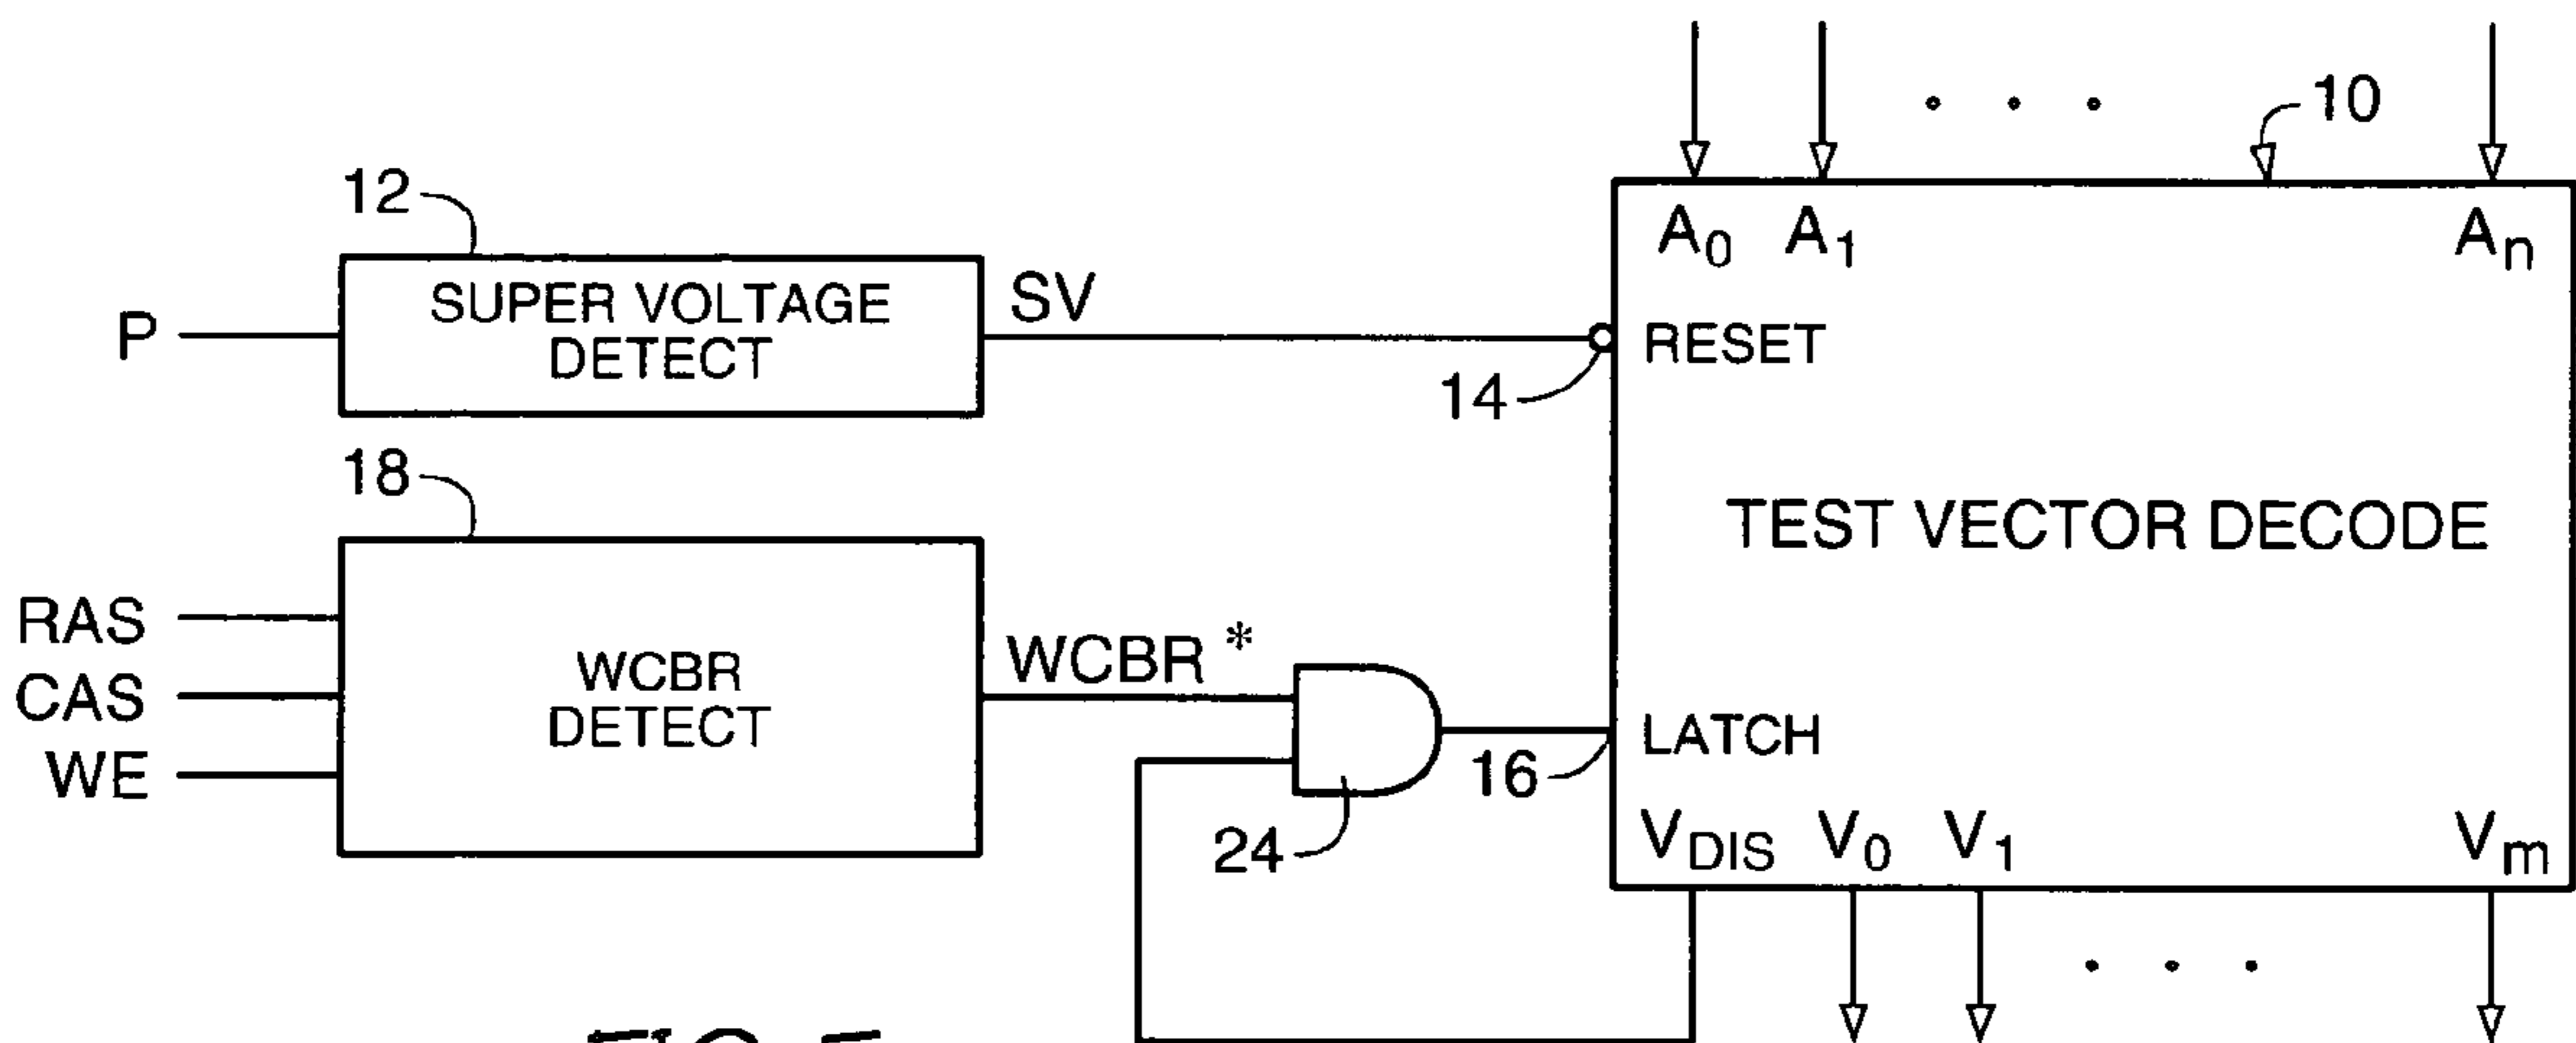 10
12
A0 A1 An
P
SUPER VOLTAGE
DETECT
SV
RESET
14
18
TEST VECTOR DECODE
RAS
CAS
WE
WCBR
DETECT
WCBR *
LATCH
16
24
VDIS V0 V1 Vm